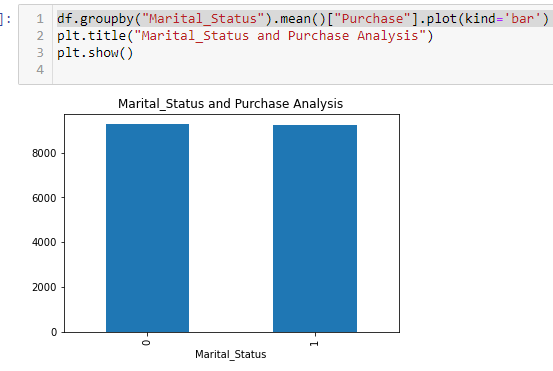 ]:
1 df.groupby("Marital_Status").mean()["Purchase"].plot(kind='bar')
2 plt.title("Marital_Status and Purchase Analysis")
3 plt.show()
4
Marital_Status and Purchase Analysis
8000
6000
4000
2000
0
0 1
Marital_Status